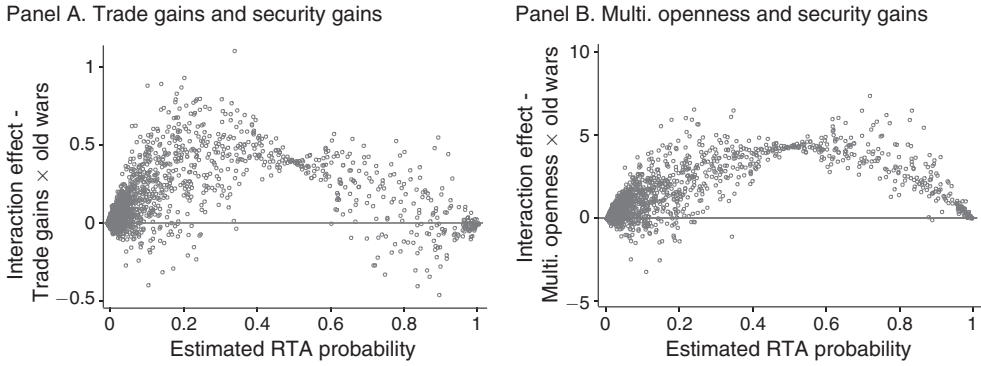 Panel A. Trade gains and security gains
Interaction effect -
Trade gains × old wars
1
0.5
0
−0.5
0 0.2 0.4 0.6 0.8 1
Estimated RTA probability
Panel B. Multi. openness and security gains
Interaction effect -
Multi. openness × old wars
10
5
0
−5
0 0.2 0.4 0.6 0.8 1
Estimated RTA probability